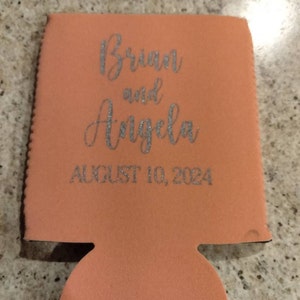 Brian
and
Angela
AUGUST 10, 2024